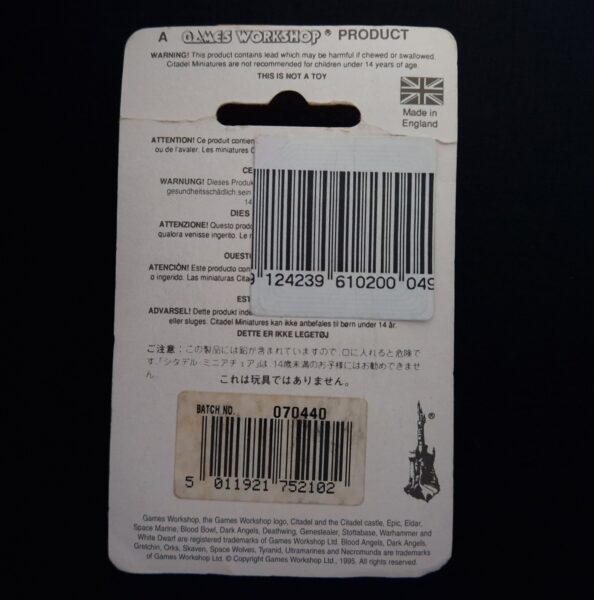 A GAMES WORKSHOP® PRODUCT
WARNING! This product contains lead which may be harmful if chewed or swallowed.
Citadel Miniatures are not recommended for children under 14 years of age.
THIS IS NOT A TOY
Made in
England
ATTENTION! Ce produit contien
ou de l'avaler. Les miniatures C
CE
WARNUNG! Dieses Produk
gesundheitsschädlich sein
14
DIES
ATTENZIONE! Questo prodo
qualora venisse ingerito. Le m
QUESTO
ATENCIÓN! Este producto con
o ingerido. Las miniaturas Cita
EST
ADVARSEL! Dette produkt inde
eller sluges. Citadel Miniatures kan ikke anbefales til børn under 14 år.
DETTE ER IKKE LEGETØJ
9 124239 610200 049
ご注意：この製品には鉛が含まれていますので、口に入れると危険で
す。「シタデル・ミニアチュア」は、14歳未満のお子様にはお勧めできませ
ん。
これは玩具ではありません。
BATCH NO. 070440
5 011921 752102
®
Games Workshop, the Games Workshop logo, Citadel and the Citadel castle, Epic, Eldar,
Space Marine, Blood Bowl, Dark Angels, Deathwing, Genestealer, Slottabase, Warhammer and
White Dwarf are registered trademarks of Games Workshop Ltd. Blood Angels, Dark Angels,
Gretchin, Orks, Skaven, Space Wolves, Tyranid, Ultramarines and Necromunda are trademarks
of Games Workshop Ltd. © Copyright Games Workshop Ltd., 1995. All rights reserved.